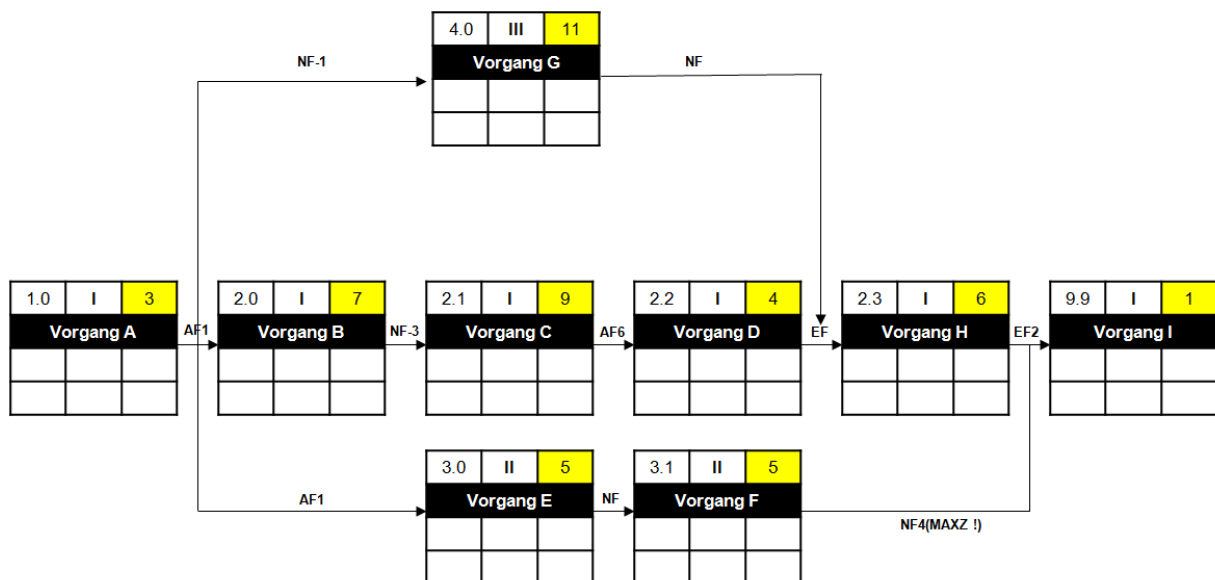 4.0 III 11
NF-1 Vorgang G NF
1.0 I 3 2.0 I 7 2.1 I 9 2.2 I 4 2.3 I 6 9.9 I 1
Vorgang A AF1 Vorgang B NF-3 Vorgang C AF6 Vorgang D EF Vorgang H EF2 Vorgang I
3.0 II 5 3.1 II 5
AF1 Vorgang E NF Vorgang F
NF4(MAXZ !)